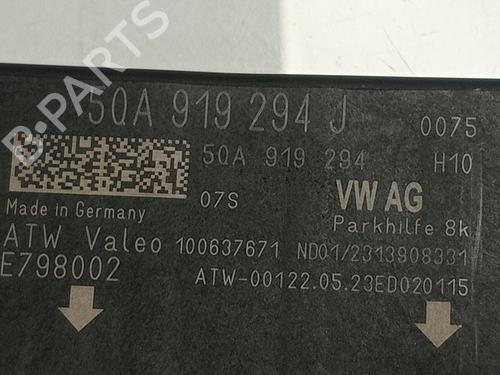 B-PARTS
5QA 919 294 J 0075
5QA 919 294 H10
07S VW AG
Made in Germany Parkhilfe 8k
ATW Valeo 100637671 ND01/2313908331
E798002 ATW-00122.05.23ED020115